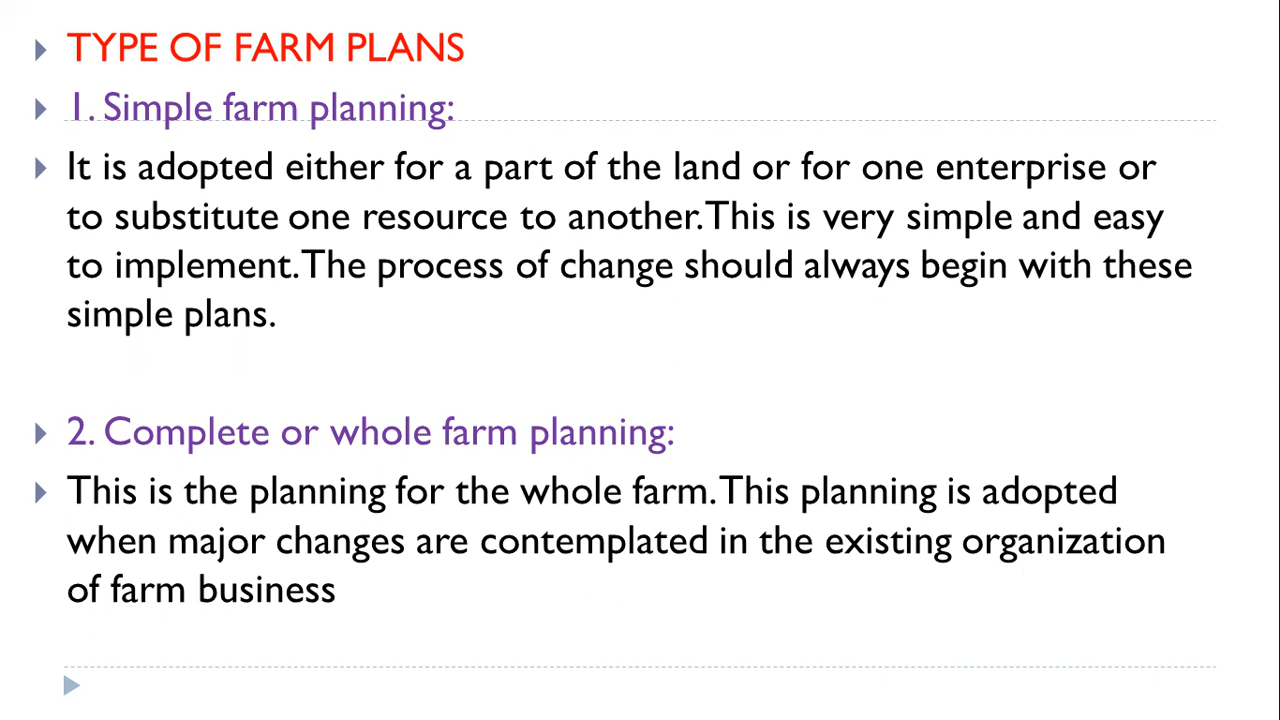 TYPE OF FARM PLANS
1. Simple farm planning:
It is adopted either for a part of the land or for one enterprise or
to substitute one resource to another. This is very simple and easy
to implement. The process of change should always begin with these
simple plans.
2. Complete or whole farm planning:
This is the planning for the whole farm. This planning is adopted
when major changes are contemplated in the existing organization
of farm business